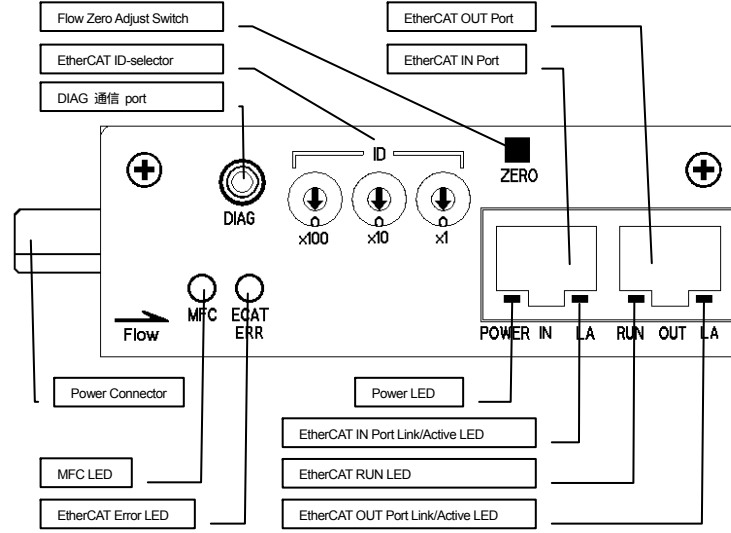 Flow Zero Adjust Switch
EtherCAT OUT Port
EtherCAT ID-selector
EtherCAT IN Port
DIAG 通信 port
ID
ZERO
DIAG
x100
x10
x1
MFC
ECAT
ERR
Flow
POWER IN LA RUN OUT LA
Power Connector
Power LED
EtherCAT IN Port Link/Active LED
MFC LED
EtherCAT RUN LED
EtherCAT Error LED
EtherCAT OUT Port Link/Active LED